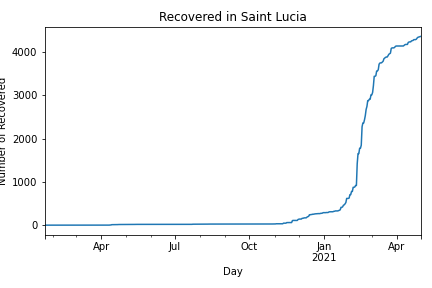 Recovered in Saint Lucia
Number of Recovered
4000
3000
2000
1000
0
Apr
Jul
Oct
Jan
2021
Apr
Day